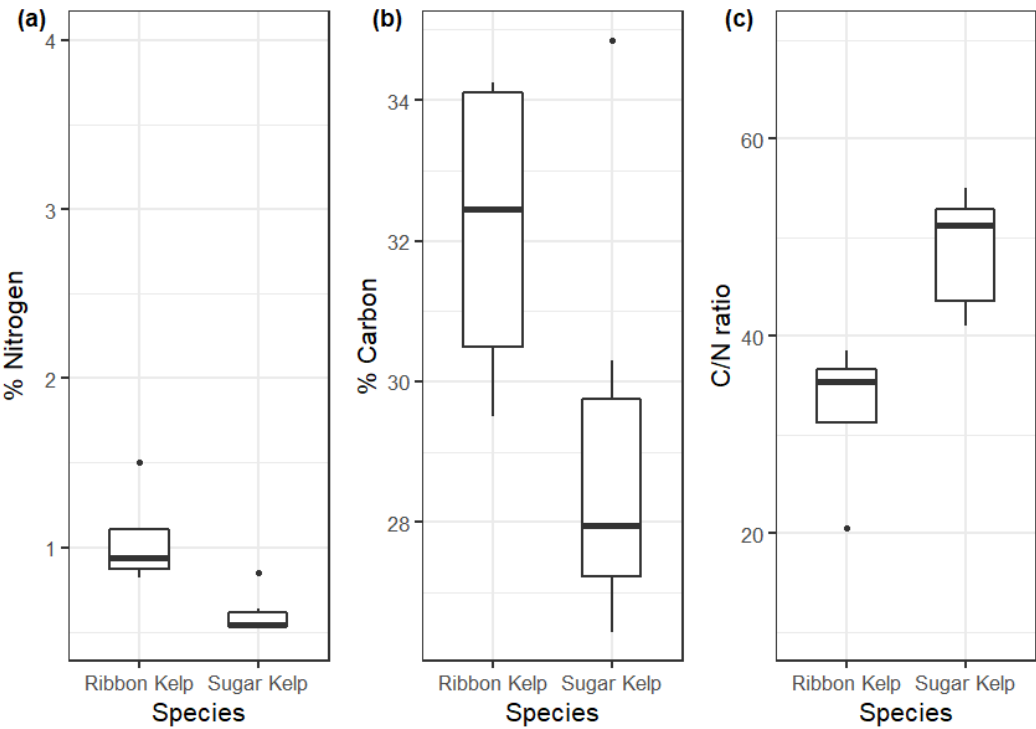 (a)
% Nitrogen
4
3
2
1
Ribbon Kelp Sugar Kelp
Species
(b)
% Carbon
34
32
30
28
Ribbon Kelp Sugar Kelp
Species
(c)
C/N ratio
60
40
20
Ribbon Kelp Sugar Kelp
Species